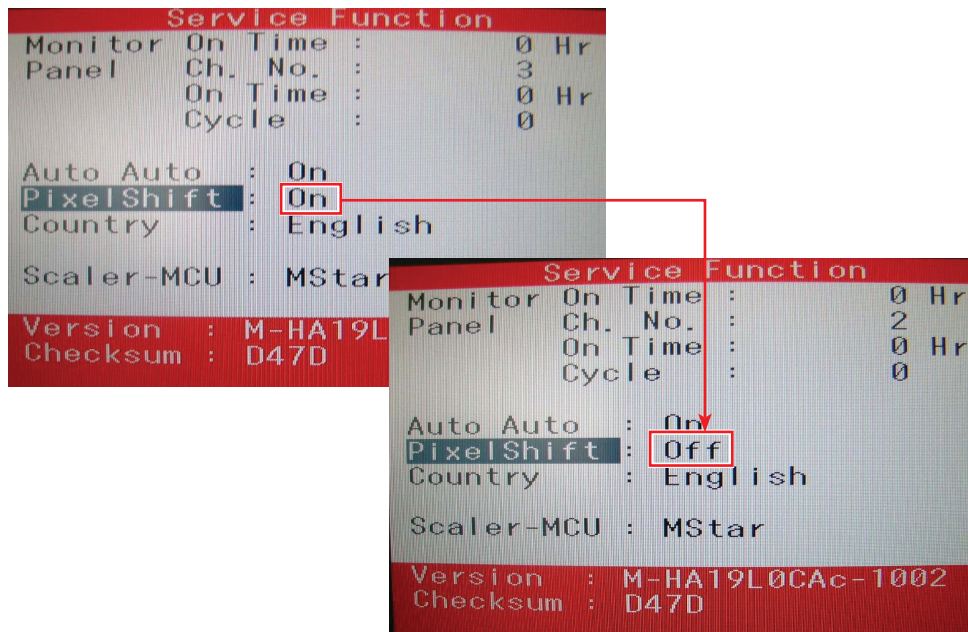 Service Function
Monitor On Time : 0 Hr
Panel Ch. No. : 3
On Time : 0 Hr
Cycle : 0
Auto Auto : On
PixelShift : On
Country : English
Scaler-MCU : MStar
Version : M-HA19L
Checksum : D47D
Service Function
Monitor On Time : 0 Hr
Panel Ch. No. : 2
On Time : 0 Hr
Cycle : 0
Auto Auto : On
PixelShift : Off
Country : English
Scaler-MCU : MStar
Version : M-HA19L0CAc-1002
Checksum : D47D